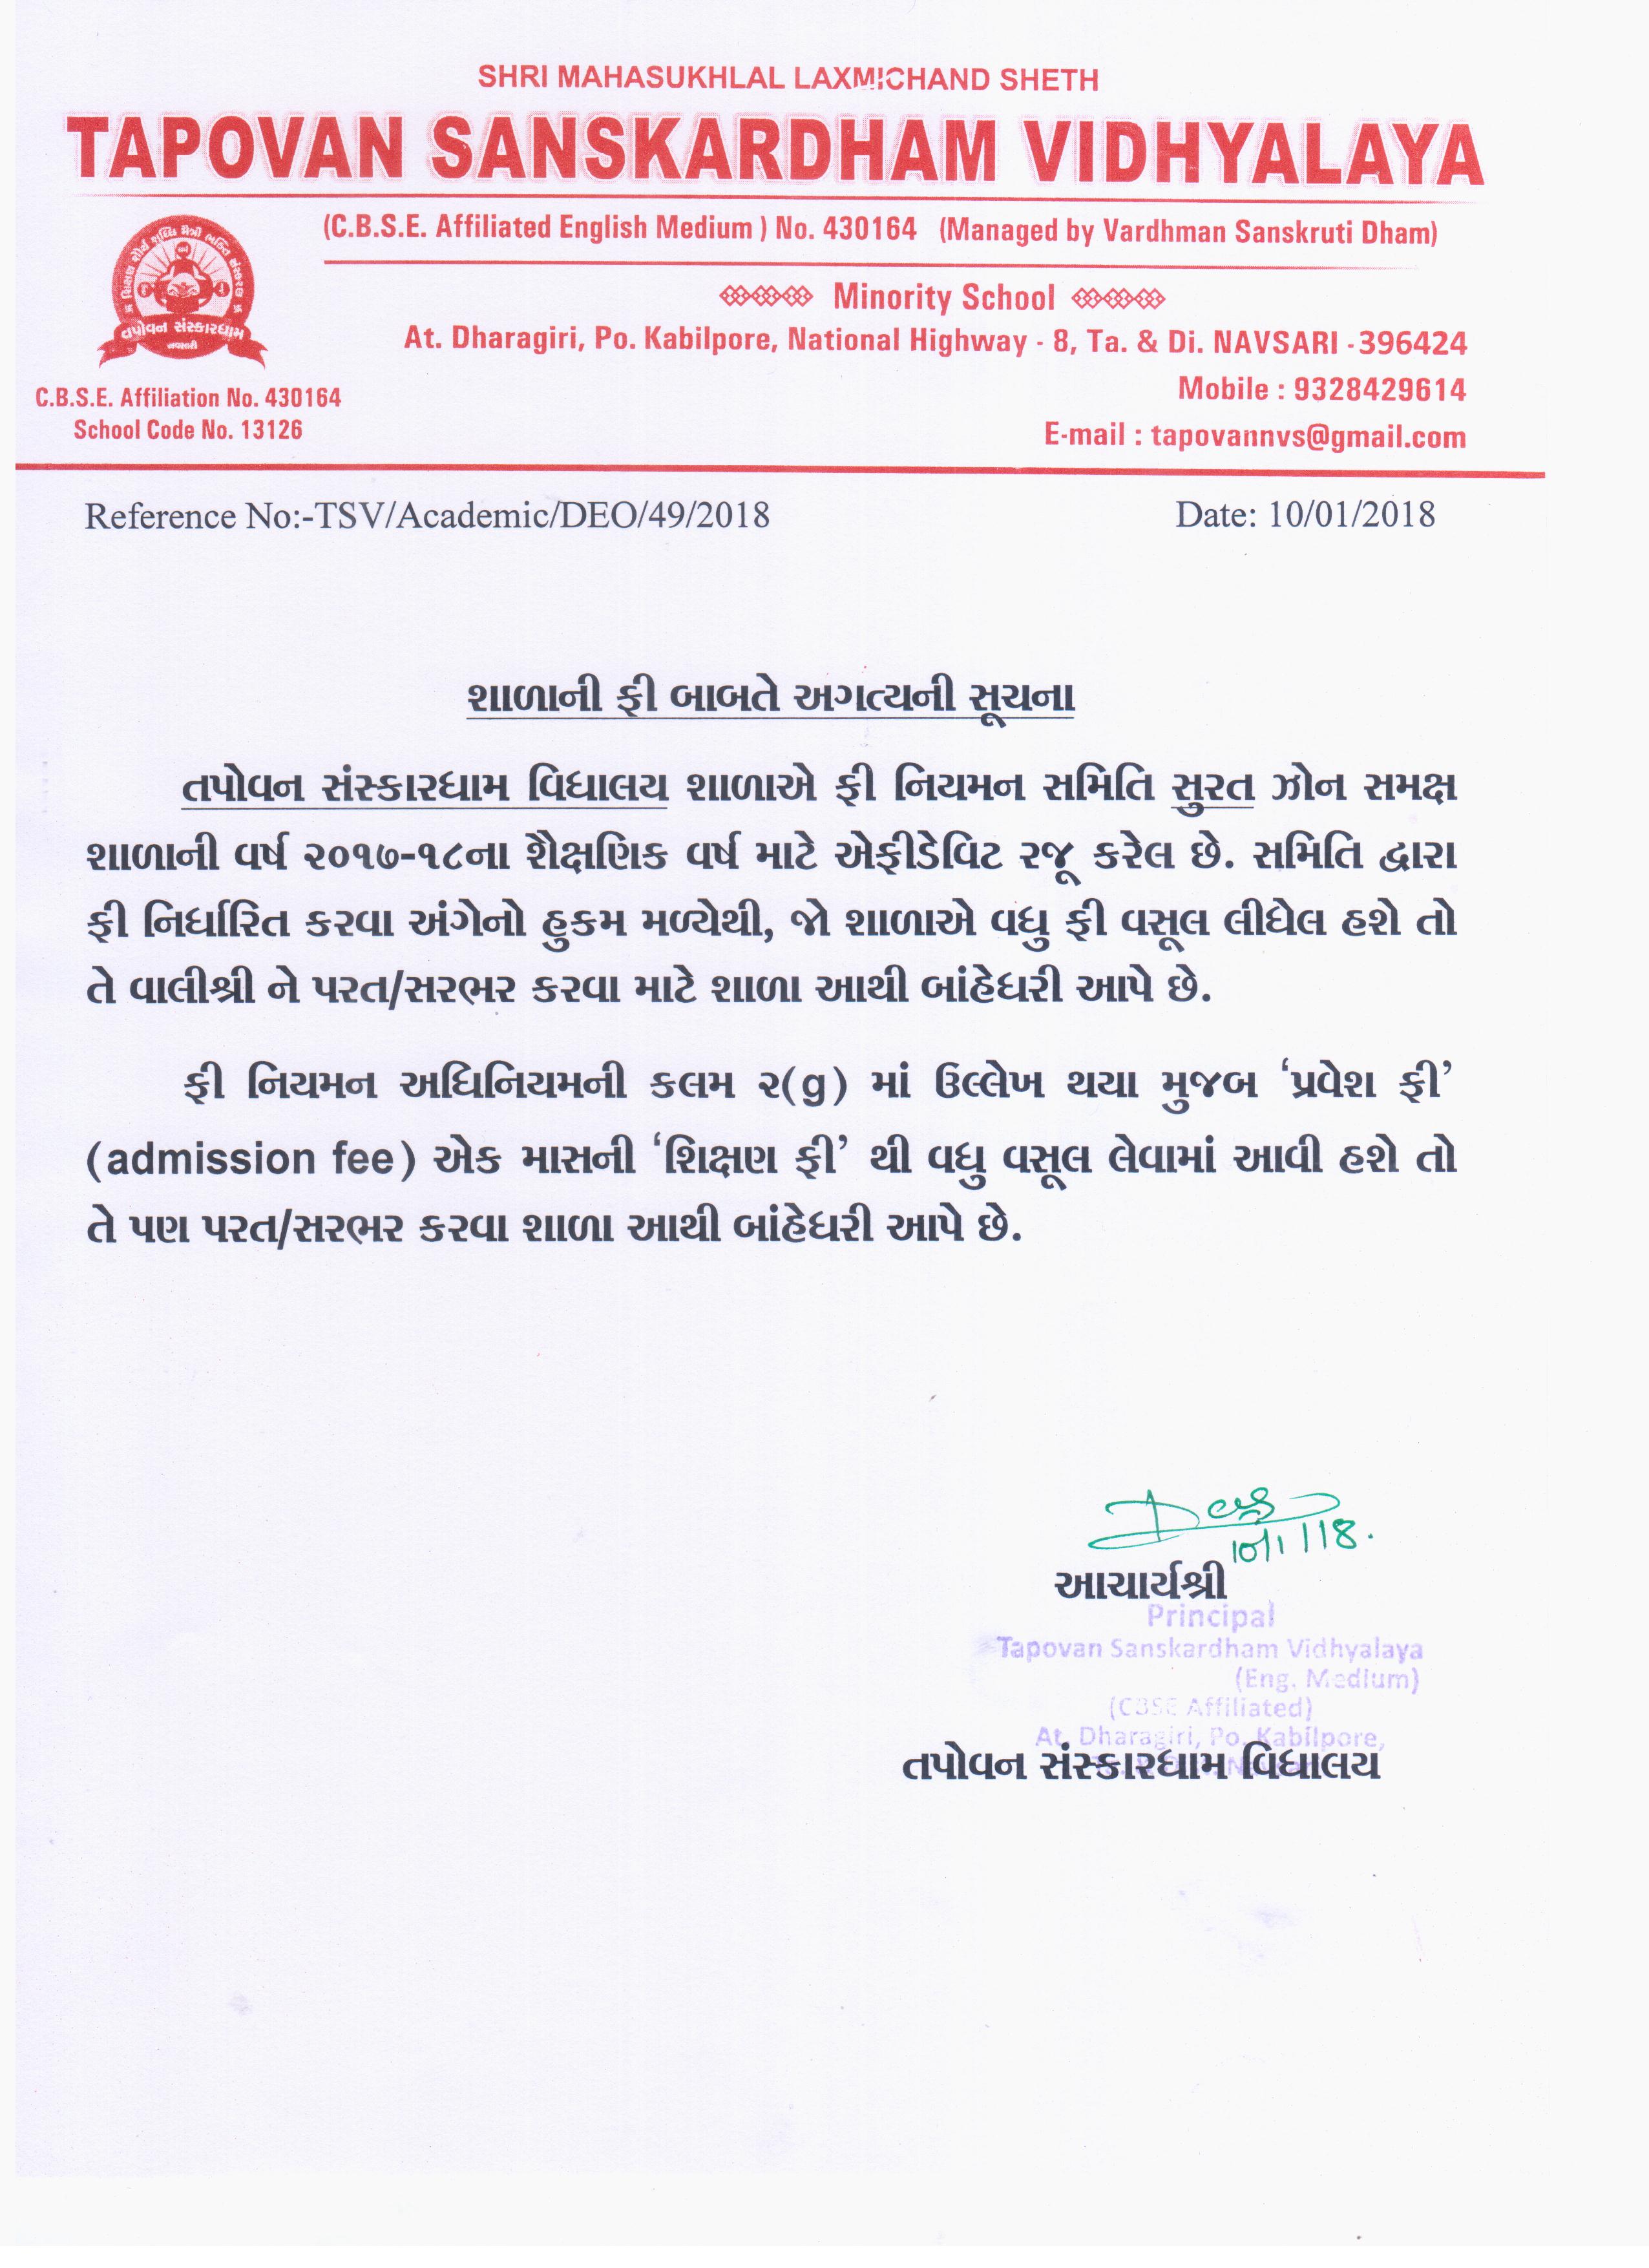 SHRI MAHASUKHLAL LAXMICHAND SHETH
TAPOVAN SANSKARDHAM VIDHYALAYA
(C.B.S.E. Affiliated English Medium) No. 430164 (Managed by Vardhman Sanskruti Dham)
Minority School
At. Dharagiri, Po. Kabilpore, National Highway - 8, Ta. & Di. NAVSARI - 396424
Mobile : 9328429614
E-mail : tapovannvs@gmail.com
તપોવન સંસ્કારધામ
નવસારી
C.B.S.E. Affiliation No. 430164
School Code No. 13126
Reference No:-TSV/Academic/DEO/49/2018 Date: 10/01/2018
શાળાની ફી બાબતે અગત્યની સૂચના
તપોવન સંસ્કારધામ વિદ્યાલય શાળાએ ફી નિયમન સમિતિ સુરત ઝોન સમક્ષ
શાળાની વર્ષ ૨૦૧૭-૧૮ના શૈક્ષણિક વર્ષ માટે એફીડેવિટ રજૂ કરેલ છે. સમિતિ દ્વારા
ફી નિર્ધારિત કરવા અંગેનો હુકમ મળ્યેથી, જો શાળાએ વધુ ફી વસૂલ લીધેલ હશે તો
તે વાલીશ્રી ને પરત/સરભર કરવા માટે શાળા આથી બાંહેધરી આપે છે.
ફી નિયમન અધિનિયમની કલમ ૨(g) માં ઉલ્લેખ થયા મુજબ ‘પ્રવેશ ફી’
(admission fee) એક માસની ‘શિક્ષણ ફી’ થી વધુ વસૂલ લેવામાં આવી હશે તો
તે પણ પરત/સરભર કરવા શાળા આથી બાંહેધરી આપે છે.
10/1/18.
આચાર્યશ્રી
Principal
Tapovan Sanskardham Vidhyalaya
(Eng. Medium)
(CBSE Affiliated)
At. Dharagiri, Po. Kabilpore,
તપોવન સંસ્કારધામ વિદ્યાલય